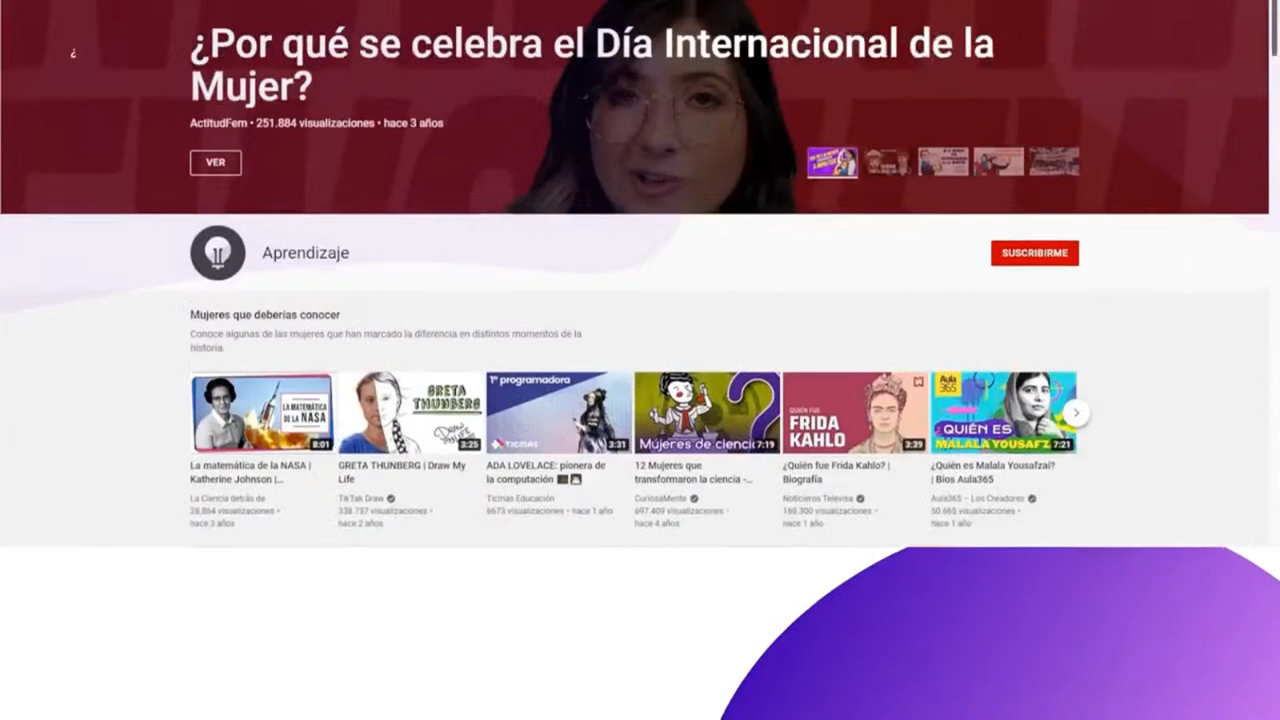 ¿
¿Por qué se celebra el Día Internacional de la
Mujer?
ActitudFem • 251.884 visualizaciones • hace 3 años
VER
Aprendizaje
SUSCRIBIRME
Mujeres que deberías conocer
Conoce algunas de las mujeres que han marcado la diferencia en distintos momentos de la
historia
LA MATEMÁTICA
DE LA NASA
8:01
GRETA
THUNBERG
Draw My LIFE
3:25
1ª programadora
TICMAS
3:31
Mujeres de cienci
7:19
QUIÉN FUE
FRIDA
KAHLO
3:39
Aula
365
¿QUIÉN ES
MALALA YOUSAFZ
7:21
La matemática de la NASA |
Katherine Johnson |...
La Ciencia detrás de
28.864 visualizaciones •
hace 3 años
GRETA THUNBERG | Draw My
Life
TikTak Draw
338.737 visualizaciones •
hace 2 años
ADA LOVELACE: pionera de
la computación
Ticmas Educación
6673 visualizaciones • hace 1 año
12 Mujeres que
transformaron la ciencia -...
CuriosaMente
697.409 visualizaciones •
hace 4 años
¿Quién fue Frida Kahlo? |
Biografía
Noticieros Televisa
168.300 visualizaciones •
hace 1 año
¿Quién es Malala Yousafzai?
| Bios Aula365
Aula365 – Los Creadores
50 665 visualizaciones •
hace 1 año